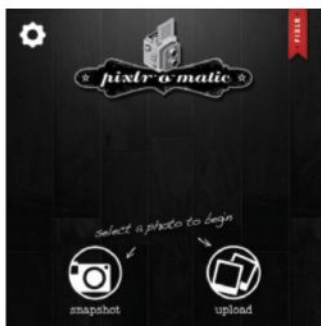 PIXLR
pixlr-o-matic
select a photo to begin
snapshot
upload